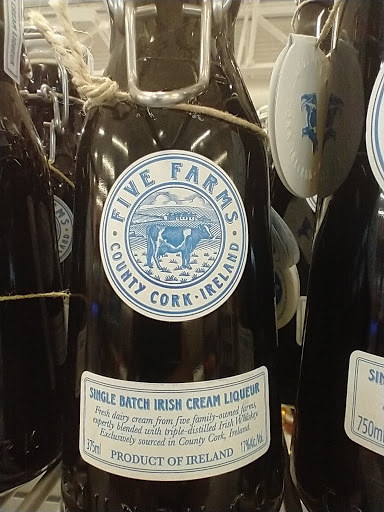 FIVE FARMS
COUNTY CORK · IRELAND
SINGLE BATCH IRISH CREAM LIQUEUR
Fresh dairy cream from five family-owned farms,
expertly blended with triple-distilled Irish Whiskey.
Exclusively sourced in County Cork, Ireland.
375ml PRODUCT OF IRELAND 17%Alc.Vol.
SIN
750m